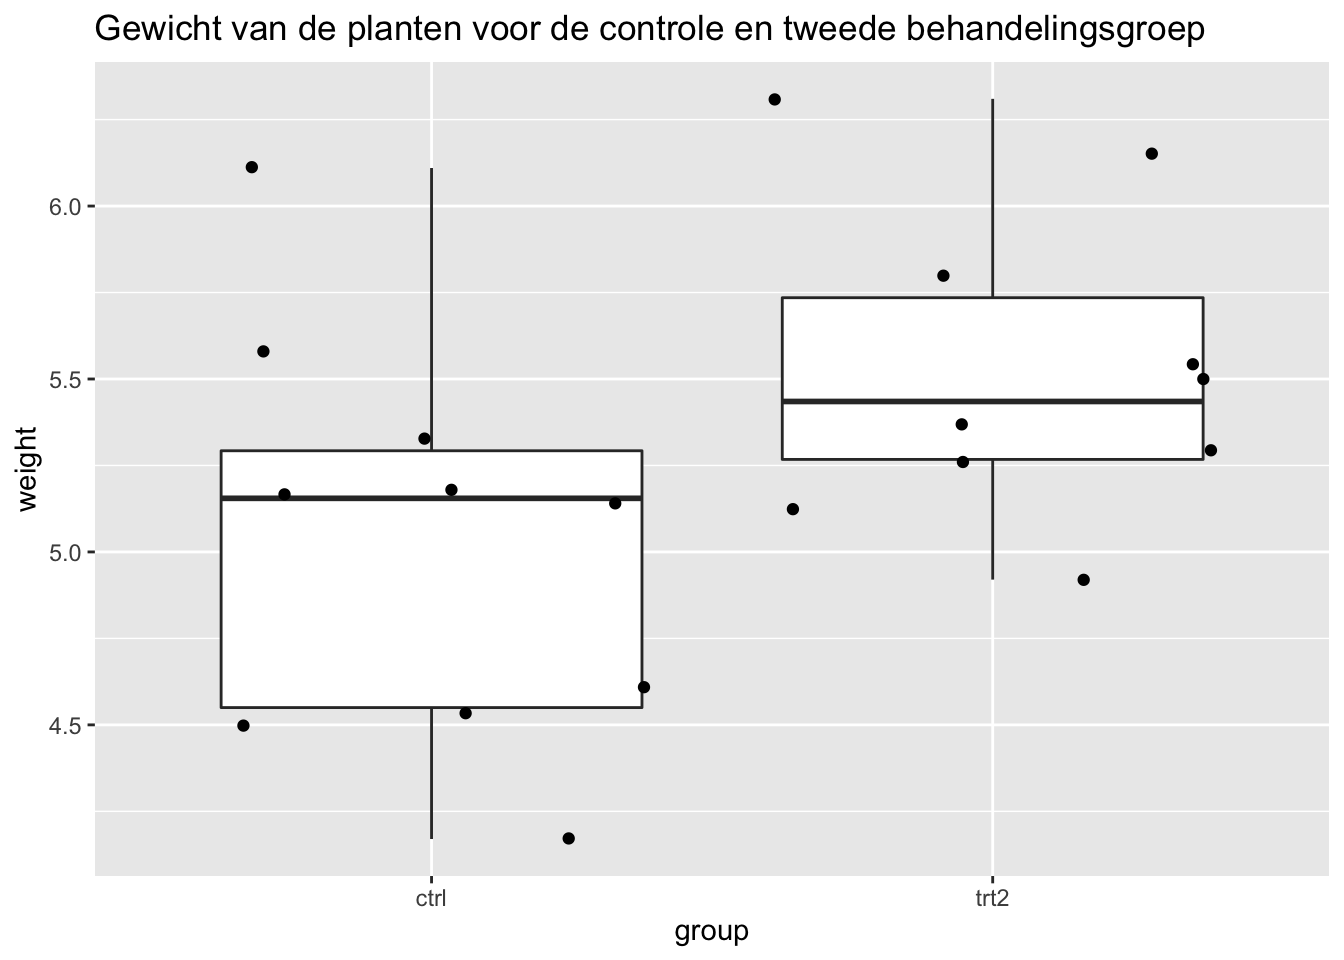 Gewicht van de planten voor de controle en tweede behandelingsgroep
weight
6.0
5.5
5.0
4.5
ctrl
trt2
group